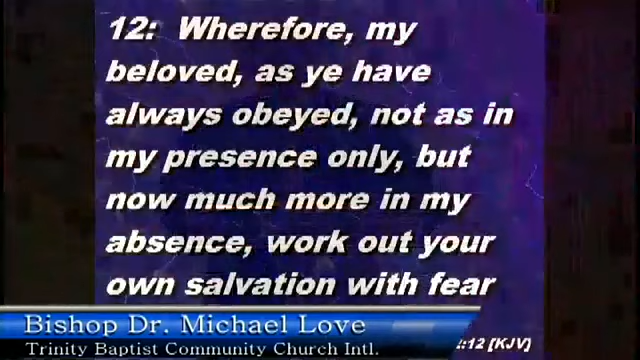 12: Wherefore, my
beloved, as ye have
always obeyed, not as in
my presence only, but
now much more in my
absence, work out your
own salvation with fear
Bishop Dr. Michael Love
:12 [KJV]
Trinity Baptist Community Church Intl.